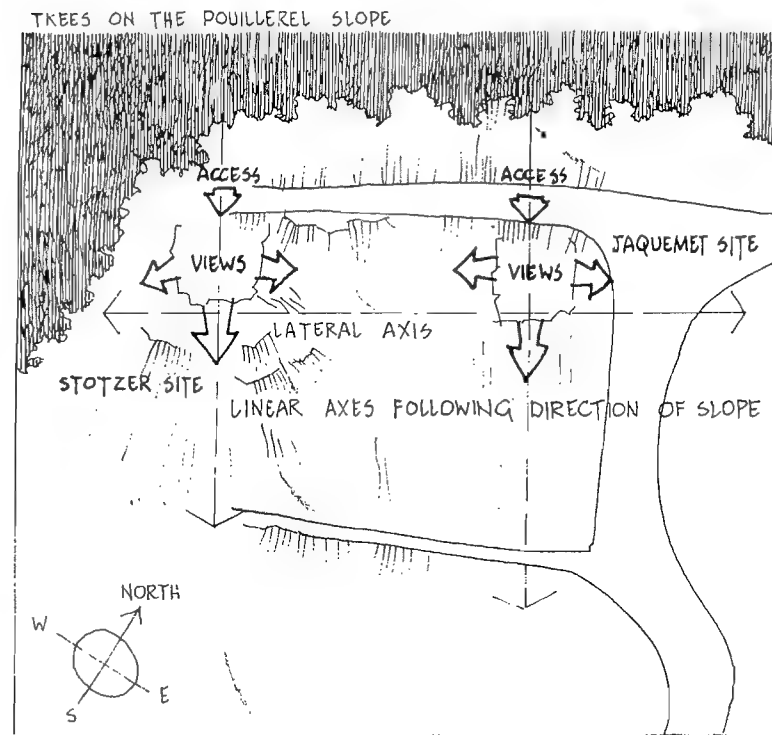 TREES ON THE POUILLEREL SLOPE
ACCESS
ACCESS
JAQUEMET SITE
VIEWS
VIEWS
LATERAL AXIS
STOTZER SITE
LINEAR AXES FOLLOWING DIRECTION OF SLOPE
NORTH
W
E
S